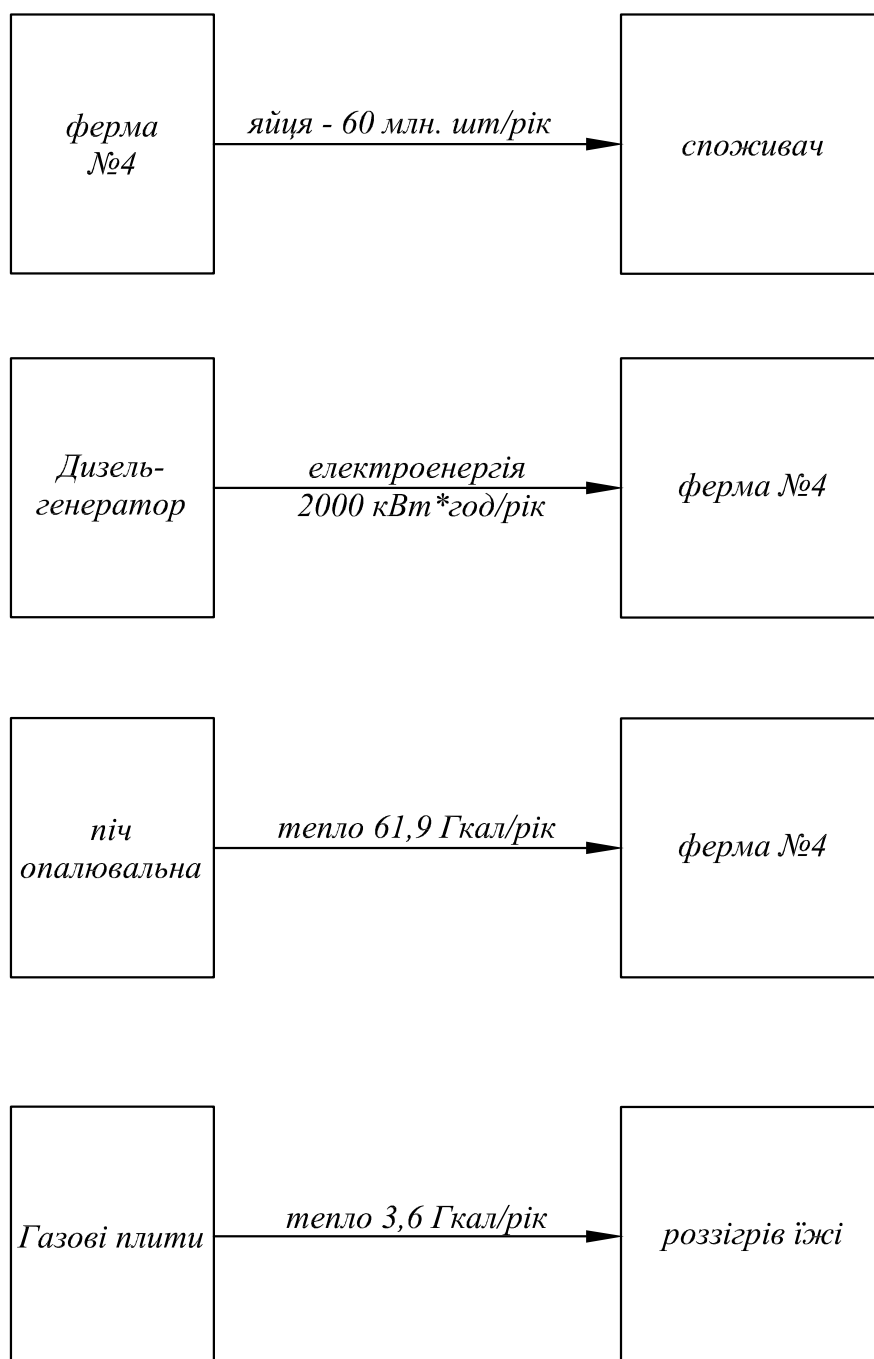 ферма
№4
яйця - 60 млн. шт/рік
споживач
Дизель-
генератор
електроенергія
2000 кВт*год/рік
ферма №4
піч
опалювальна
тепло 61,9 Гкал/рік
ферма №4
Газові плити
тепло 3,6 Гкал/рік
роззігрів їжі